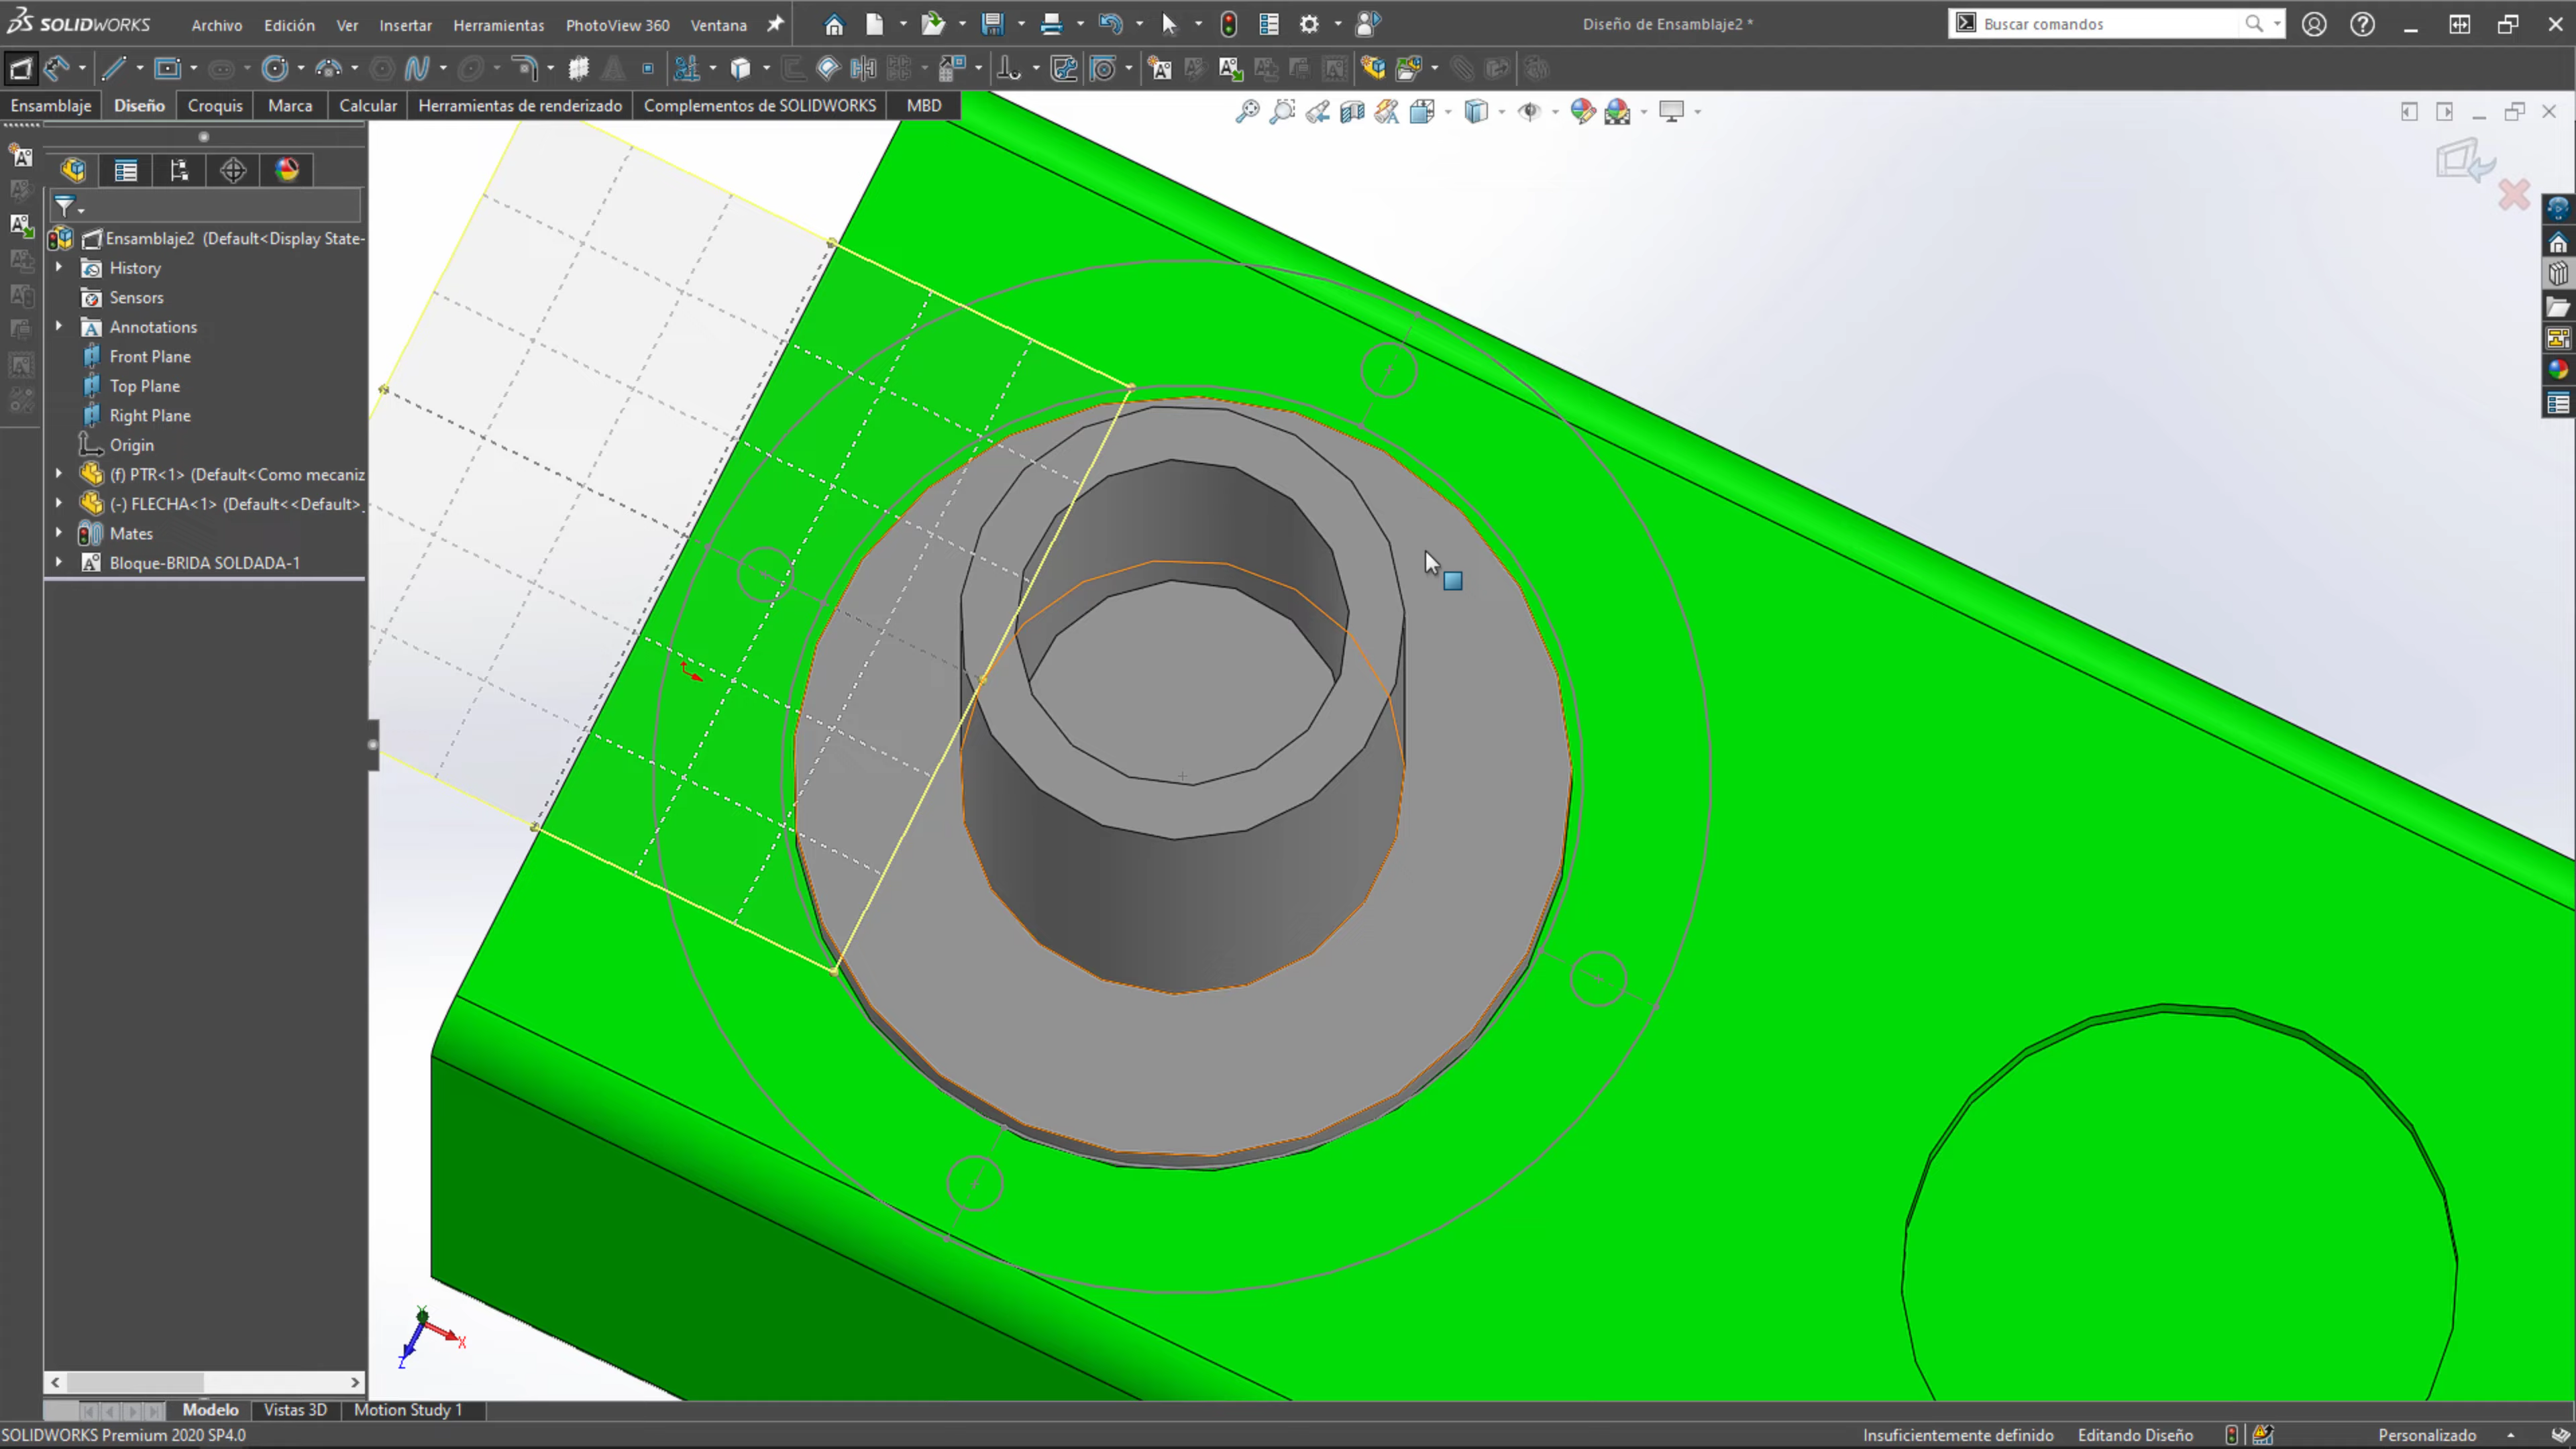 SOLIDWORKS Archivo Edición Ver Insertar Herramientas PhotoView 360 Ventana Diseño de Ensamblaje2 * Buscar comandos
Ensamblaje Diseño Croquis Marca Calcular Herramientas de renderizado Complementos de SOLIDWORKS MBD
Ensamblaje2 (Default<Display State-
History
Sensors
Annotations
Front Plane
Top Plane
Right Plane
Origin
(f) PTR<1> (Default<Como mecaniz
(-) FLECHA<1> (Default<<Default>_
Mates
Bloque-BRIDA SOLDADA-1
Y
X
Z
Modelo Vistas 3D Motion Study 1
SOLIDWORKS Premium 2020 SP4.0 Insuficientemente definido Editando Diseño Personalizado